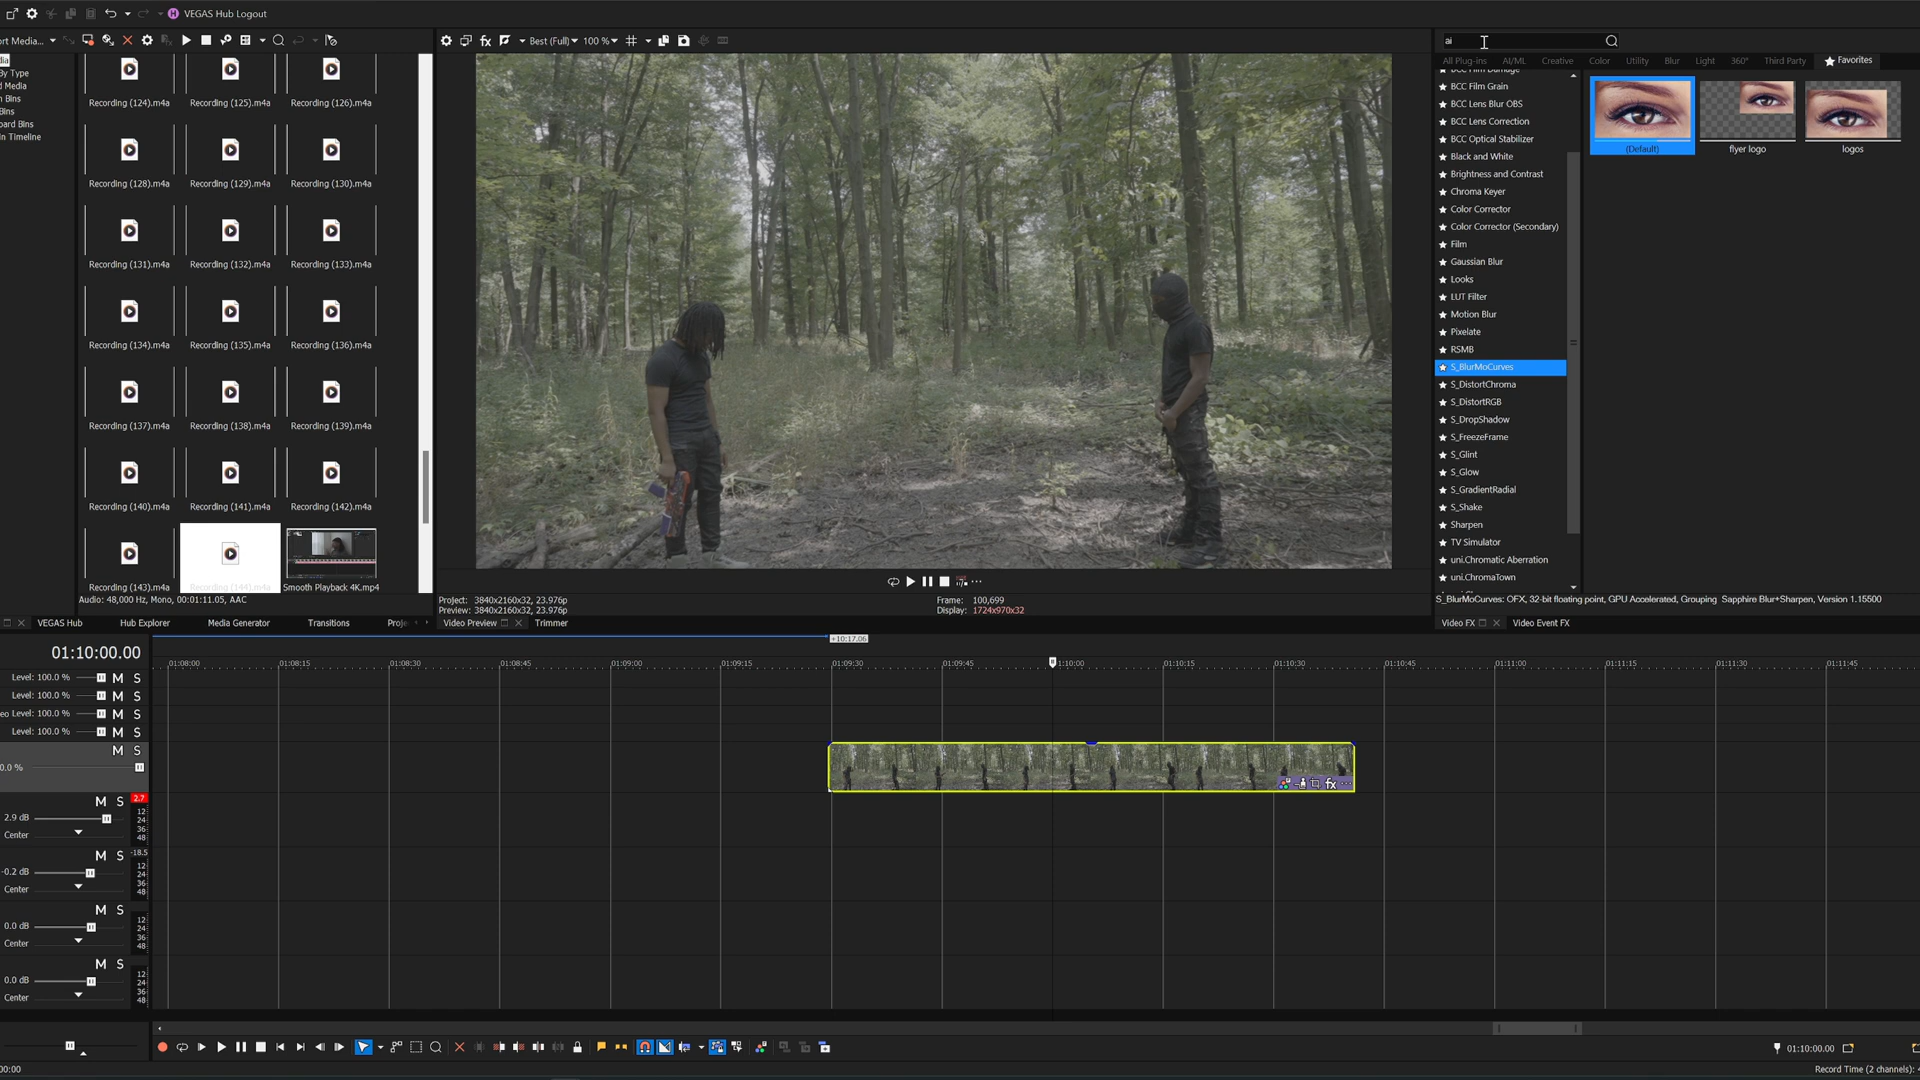 VEGAS Hub Logout
ort Media...
Best (Full)
100 %
ai
All Plug-ins AI/ML Creative Color Utility Blur Light 360° Third Party Favorites
dia
By Type
d Media
n Bins
Bins
oard Bins
In Timeline
Recording (124).m4a Recording (125).m4a Recording (126).m4a
Recording (128).m4a Recording (129).m4a Recording (130).m4a
Recording (131).m4a Recording (132).m4a Recording (133).m4a
Recording (134).m4a Recording (135).m4a Recording (136).m4a
Recording (137).m4a Recording (138).m4a Recording (139).m4a
Recording (140).m4a Recording (141).m4a Recording (142).m4a
Recording (143).m4a Recording (144).m4a Smooth Playback 4K.mp4
Audio: 48,000 Hz, Mono, 00:01:11.05, AAC
BCC Film Damage
BCC Film Grain
BCC Lens Blur OBS
BCC Lens Correction
BCC Optical Stabilizer
Black and White
Brightness and Contrast
Chroma Keyer
Color Corrector
Color Corrector (Secondary)
Film
Gaussian Blur
Looks
LUT Filter
Motion Blur
Pixelate
RSMB
S_BlurMoCurves
S_DistortChroma
S_DistortRGB
S_DropShadow
S_FreezeFrame
S_Glint
S_Glow
S_GradientRadial
S_Shake
Sharpen
TV Simulator
uni.Chromatic Aberration
uni.ChromaTown
(Default) flyer logo logos
S_BlurMoCurves: OFX, 32-bit floating point, GPU Accelerated, Grouping Sapphire Blur+Sharpen, Version 1.15500
Project: 3840x2160x32, 23.976p
Preview: 3840x2160x32, 23.976p
Frame: 100,699
Display: 1724x970x32
VEGAS Hub Hub Explorer Media Generator Transitions Proje
Video Preview Trimmer
Video FX Video Event FX
+10:17.06
01:10:00.00
01:08:00 01:08:15 01:08:30 01:08:45 01:09:00 01:09:15 01:09:30 01:09:45 1:10:00 01:10:15 01:10:30 01:10:45 01:11:00 01:11:15 01:11:30 01:11:45
Level: 100.0 % M S
Level: 100.0 % M S
eo Level: 100.0 % M S
Level: 100.0 % M S
M S
0.0 %
fx
M S 2.7
2.9 dB
Center
12
24
36
48
M S -18.5
-0.2 dB
Center
12
24
36
48
M S
0.0 dB
Center
12
24
36
48
M S
0.0 dB
Center
12
24
36
48
01:10:00.00
00:00
Record Time (2 channels):